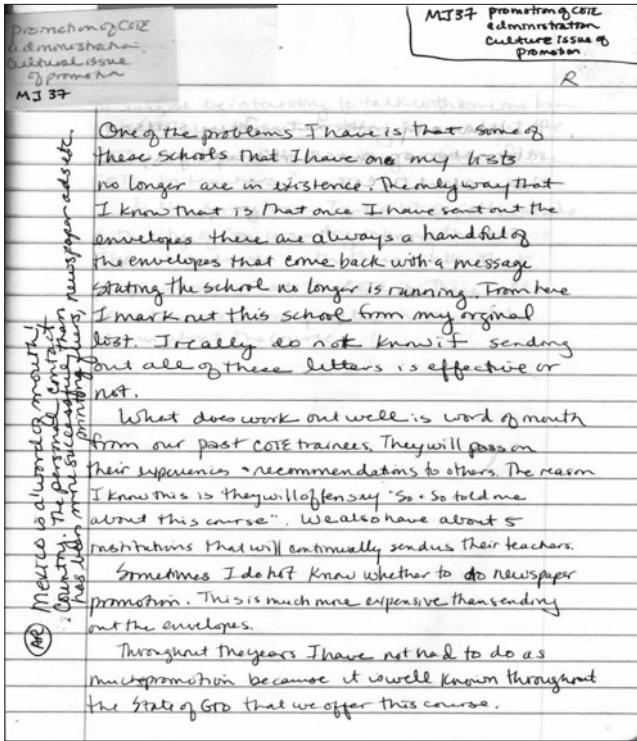 Promotion of COTE
administration
cultural issue
of promotion
MJ 37
MJ37 promotion of COTE
administration
culture issue of
promotion
R
One of the problems I have is that some of
these schools that I have one my lists
no longer are in existence. The only way that
I know that is that once I have sent out the
envelopes there are always a handful of
the envelopes that come back with a message
stating the school no longer is running. From here
I mark out this school from my orginal
lost. I really do not know if sending
out all of these letters is effective or
not.
What does work out well is word of mouth
from our past COTE trainees. They will pass on
their experiences + recommendations to others. The reason
I know this is they will often say "So + So told me
about this course". We also have about 5
institutions that will continually send us their teachers.
Sometimes I do not know whether to do newspaper
promotion. This is much more expensive than sending
out the envelopes.
Throughout the years I have not had to do as
much promotion because it is well known throughout
the State of Gto that we offer this course.
AR Mexico is a "word of mouth"
country. The personal contact
has been more successful than
printing flyers, newspaper ads etc.